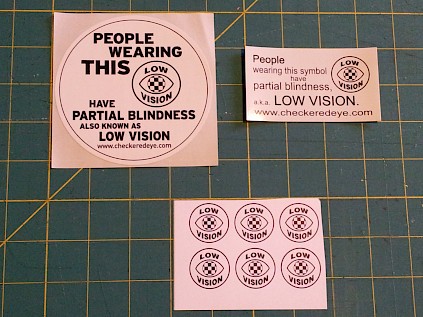 PEOPLE
WEARING
THIS
LOW
VISION
HAVE
PARTIAL BLINDNESS
ALSO KNOWN AS
LOW VISION
www.checkeredeye.com
People
wearing this symbol
have
partial blindness,
a.k.a. LOW VISION.
www.checkeredeye.com
LOW
VISION
LOW LOW LOW
VISION VISION VISION
LOW LOW LOW
VISION VISION VISION